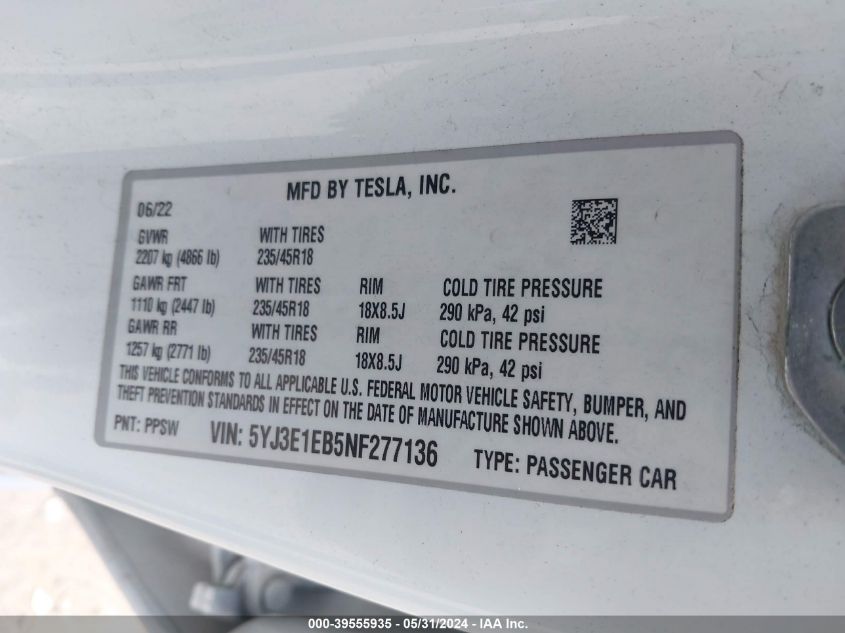 MFD BY TESLA, INC.
06/22
GVWR WITH TIRES
2207 kg (4866 lb) 235/45R18
GAWR FRT WITH TIRES RIM COLD TIRE PRESSURE
1110 kg (2447 lb) 235/45R18 18X8.5J 290 kPa, 42 psi
GAWR RR WITH TIRES RIM COLD TIRE PRESSURE
1257 kg (2771 lb) 235/45R18 18X8.5J 290 kPa, 42 psi
THIS VEHICLE CONFORMS TO ALL APPLICABLE U.S. FEDERAL MOTOR VEHICLE SAFETY, BUMPER, AND
THEFT PREVENTION STANDARDS IN EFFECT ON THE DATE OF MANUFACTURE SHOWN ABOVE.
PNT: PPSW VIN: 5YJ3E1EB5NF277136 TYPE: PASSENGER CAR
000-39555935 - 05/31/2024 - IAA Inc.